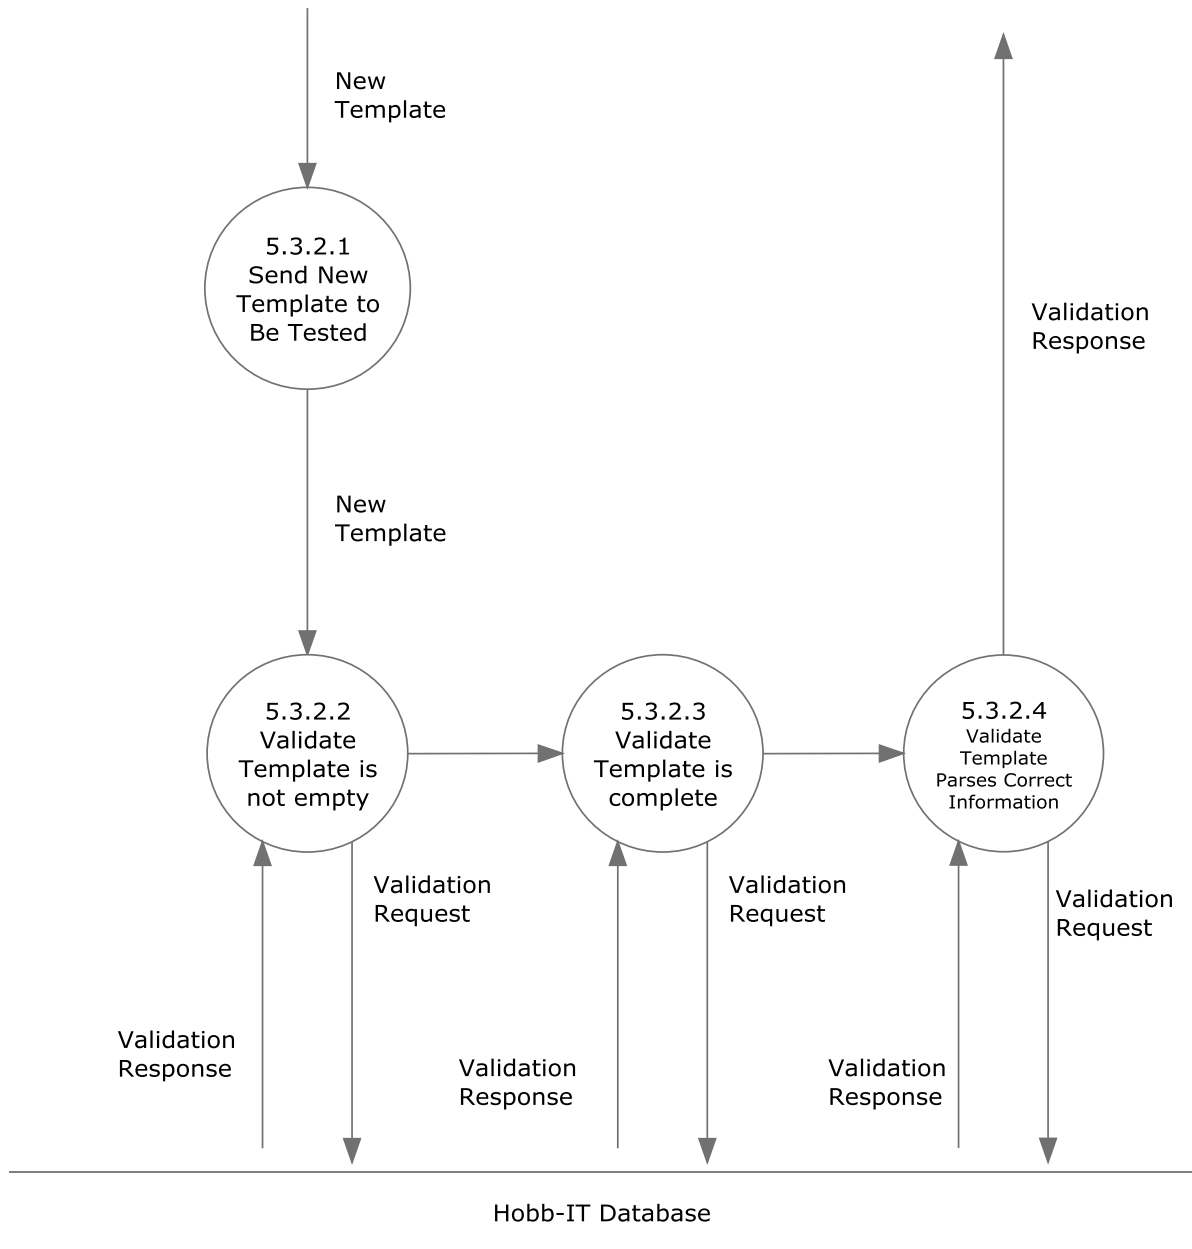 New
Template
5.3.2.1
Send New
Template to
Be Tested
Validation
Response
New
Template
5.3.2.2
Validate
Template is
not empty
5.3.2.3
Validate
Template is
complete
5.3.2.4
Validate
Template
Parses Correct
Information
Validation
Request
Validation
Request
Validation
Request
Validation
Response
Validation
Response
Validation
Response
Hobb-IT Database